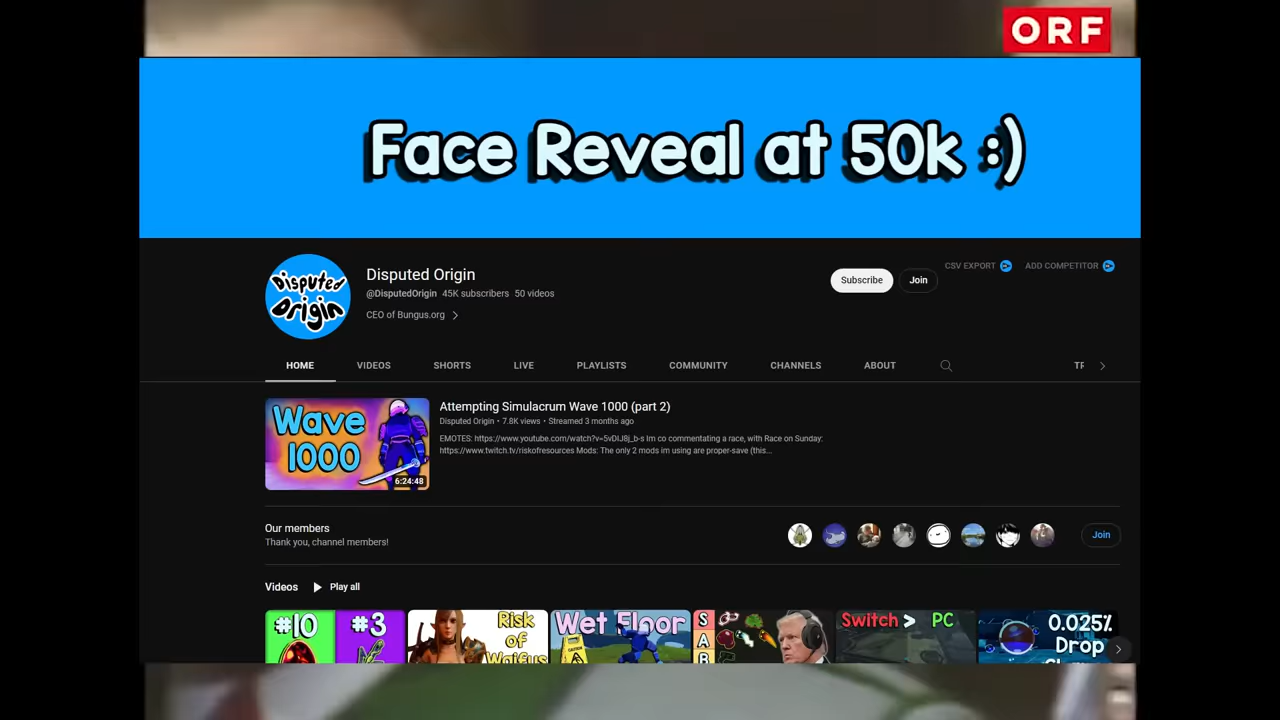 ORF
Face Reveal at 50k :)
Disputed Origin
Disputed Origin
@DisputedOrigin 45K subscribers 50 videos
CEO of Bungus.org
Subscribe
Join
CSV EXPORT
ADD COMPETITOR
HOME
VIDEOS
SHORTS
LIVE
PLAYLISTS
COMMUNITY
CHANNELS
ABOUT
Wave
1000
6:24:48
Attempting Simulacrum Wave 1000 (part 2)
Disputed Origin • 7.8K views • Streamed 3 months ago
EMOTES: https://www.youtube.com/watch?v=5vDIJ8j_b-s Im co commentating a race, with Race on Sunday:
https://www.twitch.tv/riskofresources Mods: The only 2 mods im using are proper-save (this...
Our members
Thank you, channel members!
Join
Videos
Play all
#10
#3
Risk
of
Waifus
Wet Floor
CAUTION
S
A
B
Switch > PC
0.025%
Drop